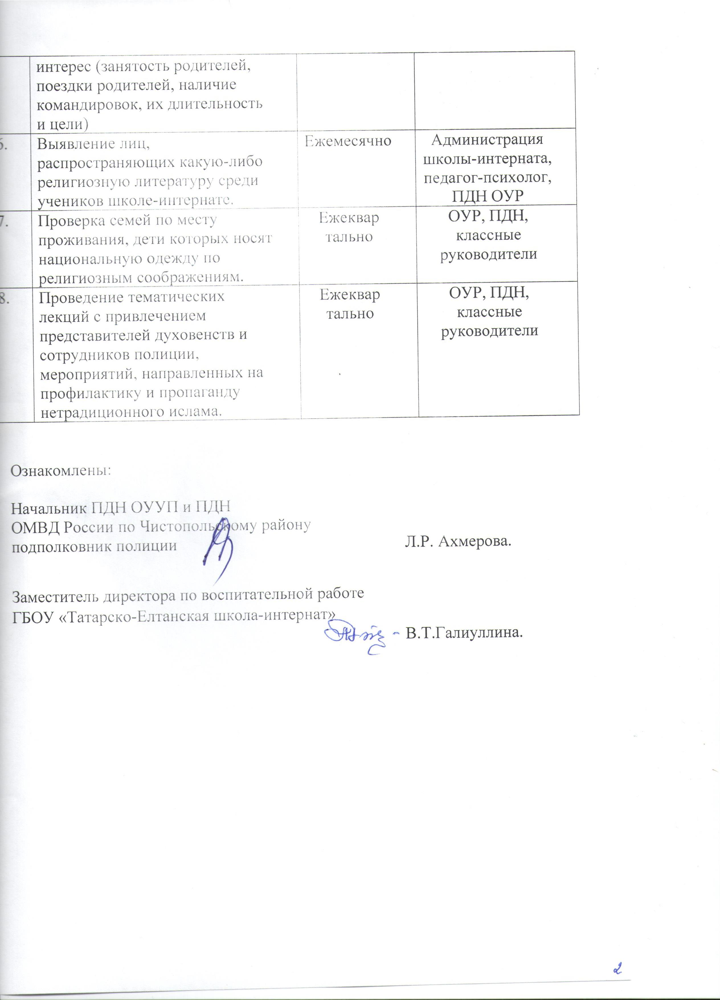 интерес (занятость родителей,
поездки родителей, наличие
командировок, их длительность
и цели)
6.
Выявление лиц,
распространяющих какую-либо
религиозную литературу среди
учеников школе-интернате.
Ежемесячно
Администрация
школы-интерната,
педагог-психолог,
ПДН ОУР
7.
Проверка семей по месту
проживания, дети которых носят
национальную одежду по
религиозным соображениям.
Ежеквар
тально
ОУР, ПДН,
классные
руководители
8.
Проведение тематических
лекций с привлечением
представителей духовенств и
сотрудников полиции,
мероприятий, направленных на
профилактику и пропаганду
нетрадиционного ислама.
Ежеквар
тально
ОУР, ПДН,
классные
руководители
Ознакомлены:
Начальник ПДН ОУУП и ПДН
ОМВД России по Чистопольскому району
подполковник полиции
Л.Р. Ахмерова.
Заместитель директора по воспитательной работе
ГБОУ «Татарско-Елтанская школа-интернат»
- В.Т.Галиуллина.
2